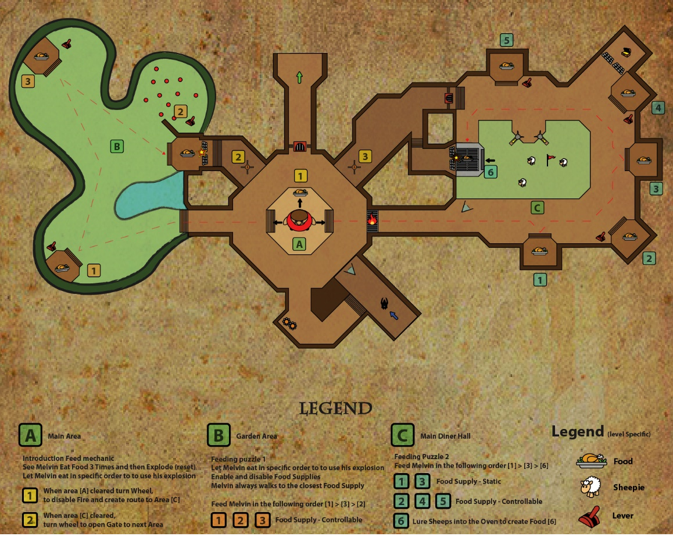 5
3
2
4
B
2
3
1
6
3
C
A
1
2
1
LEGEND
A Main Area
Introduction Feed mechanic
See Melvin Eat Food 3 Times and then Explode (reset)
Let Melvin eat in specific order to to use his explosion
1 When area [A] cleared turn Wheel,
to disable Fire and create route to Area [C]
2 When area [C] cleared,
turn wheel to open Gate to next Area
B Garden Area
Feeding puzzle 1
Let Melvin eat in specific order to to use his explosion
Enable and disable Food Supplies
Melvin always walks to the closest Food Supply
Feed Melvin in the following order [1] > [3] > [2]
1 2 3 Food Supply - Controllable
C Main Diner Hall
Feeding Puzzle 2
Feed Melvin in the following order [1] > [3] > [6]
1 3 Food Supply - Static
2 4 5 Food Supply - Controllable
6 Lure Sheeps into the Oven to create Food [6]
Legend (level Specific)
Food
Sheepie
Lever